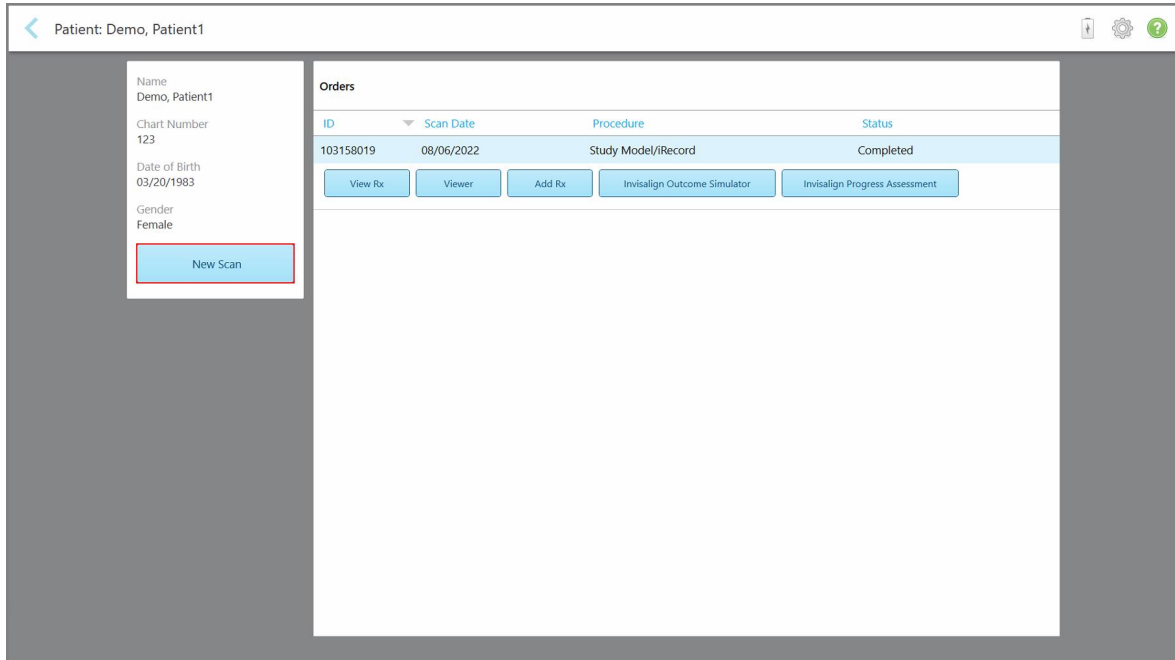 Patient: Demo, Patient1
?
Name
Demo, Patient1
Chart Number
123
Date of Birth
03/20/1983
Gender
Female
New Scan
Orders
ID Scan Date Procedure Status
103158019 08/06/2022 Study Model/iRecord Completed
View Rx Viewer Add Rx Invisalign Outcome Simulator Invisalign Progress Assessment